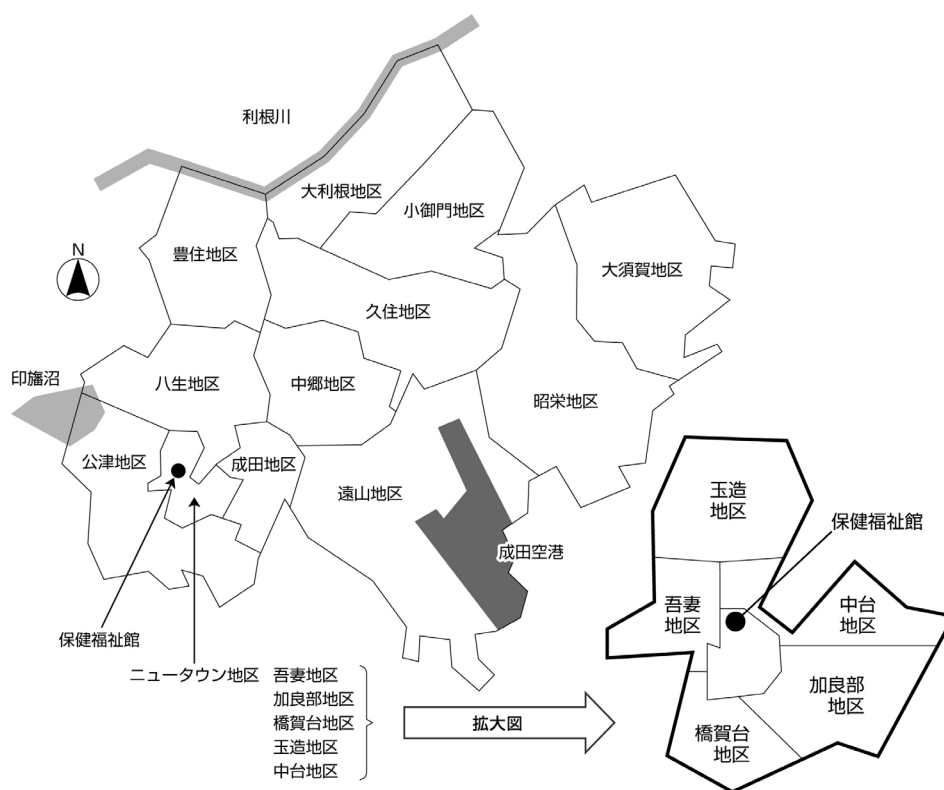 利根川
大利根地区
小御門地区
豊住地区
大須賀地区
N
久住地区
印旛沼
八生地区
中郷地区
昭栄地区
公津地区
成田地区
遠山地区
成田空港
保健福祉館
ニュータウン地区
吾妻地区
加良部地区
橋賀台地区
玉造地区
中台地区
拡大図
玉造
地区
保健福祉館
吾妻
地区
中台
地区
加良部
地区
橋賀台
地区